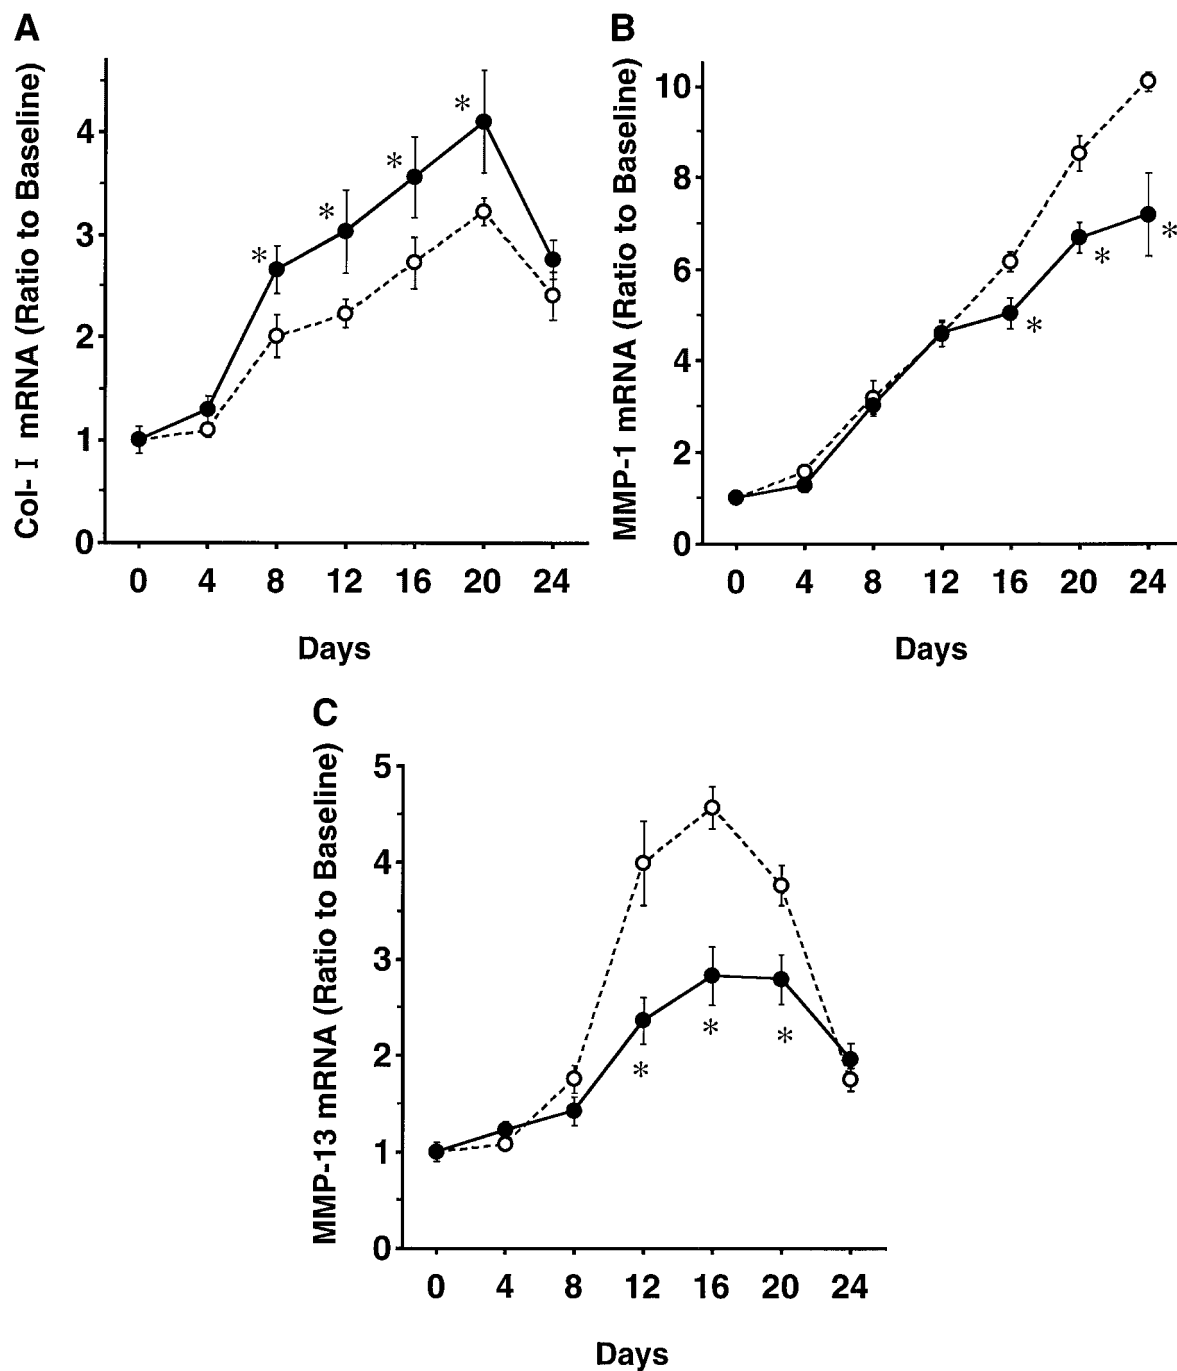 A
Col- I mRNA (Ratio to Baseline)
4
3
2
1
0
0 4 8 12 16 20 24
Days
* * * *
B
MMP-1 mRNA (Ratio to Baseline)
10
8
6
4
2
0
0 4 8 12 16 20 24
Days
* * *
C
MMP-13 mRNA (Ratio to Baseline)
5
4
3
2
1
0
0 4 8 12 16 20 24
Days
* * *